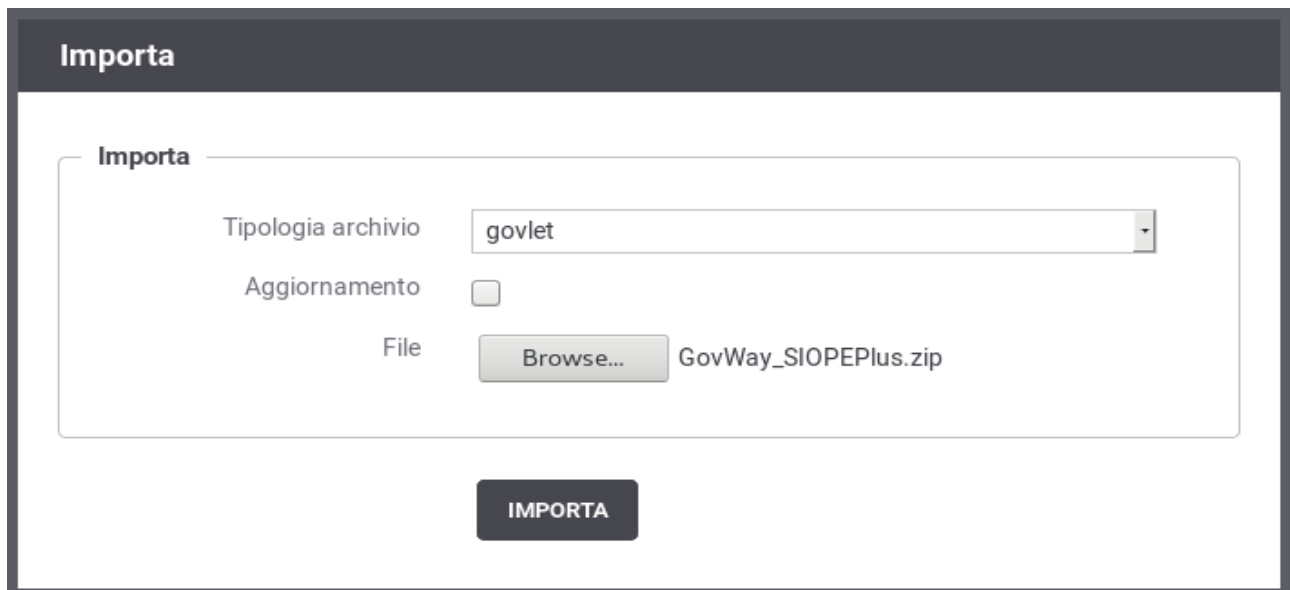 Importa
Importa
Tipologia archivio govlet
Aggiornamento
File Browse... GovWay_SIOPEPlus.zip
IMPORTA